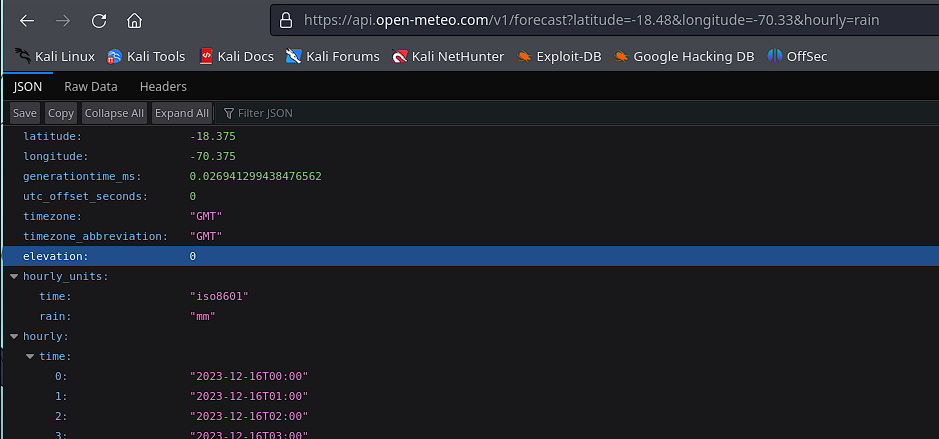 https://api.open-meteo.com/v1/forecast?latitude=-18.48&longitude=-70.33&hourly=rain
Kali Linux Kali Tools Kali Docs Kali Forums Kali NetHunter Exploit-DB Google Hacking DB OffSec
JSON Raw Data Headers
Save Copy Collapse All Expand All Filter JSON
latitude: -18.375
longitude: -70.375
generationtime_ms: 0.026941299438476562
utc_offset_seconds: 0
timezone: "GMT"
timezone_abbreviation: "GMT"
elevation: 0
hourly_units:
time: "iso8601"
rain: "mm"
hourly:
time:
0: "2023-12-16T00:00"
1: "2023-12-16T01:00"
2: "2023-12-16T02:00"
3: "2023-12-16T03:00"